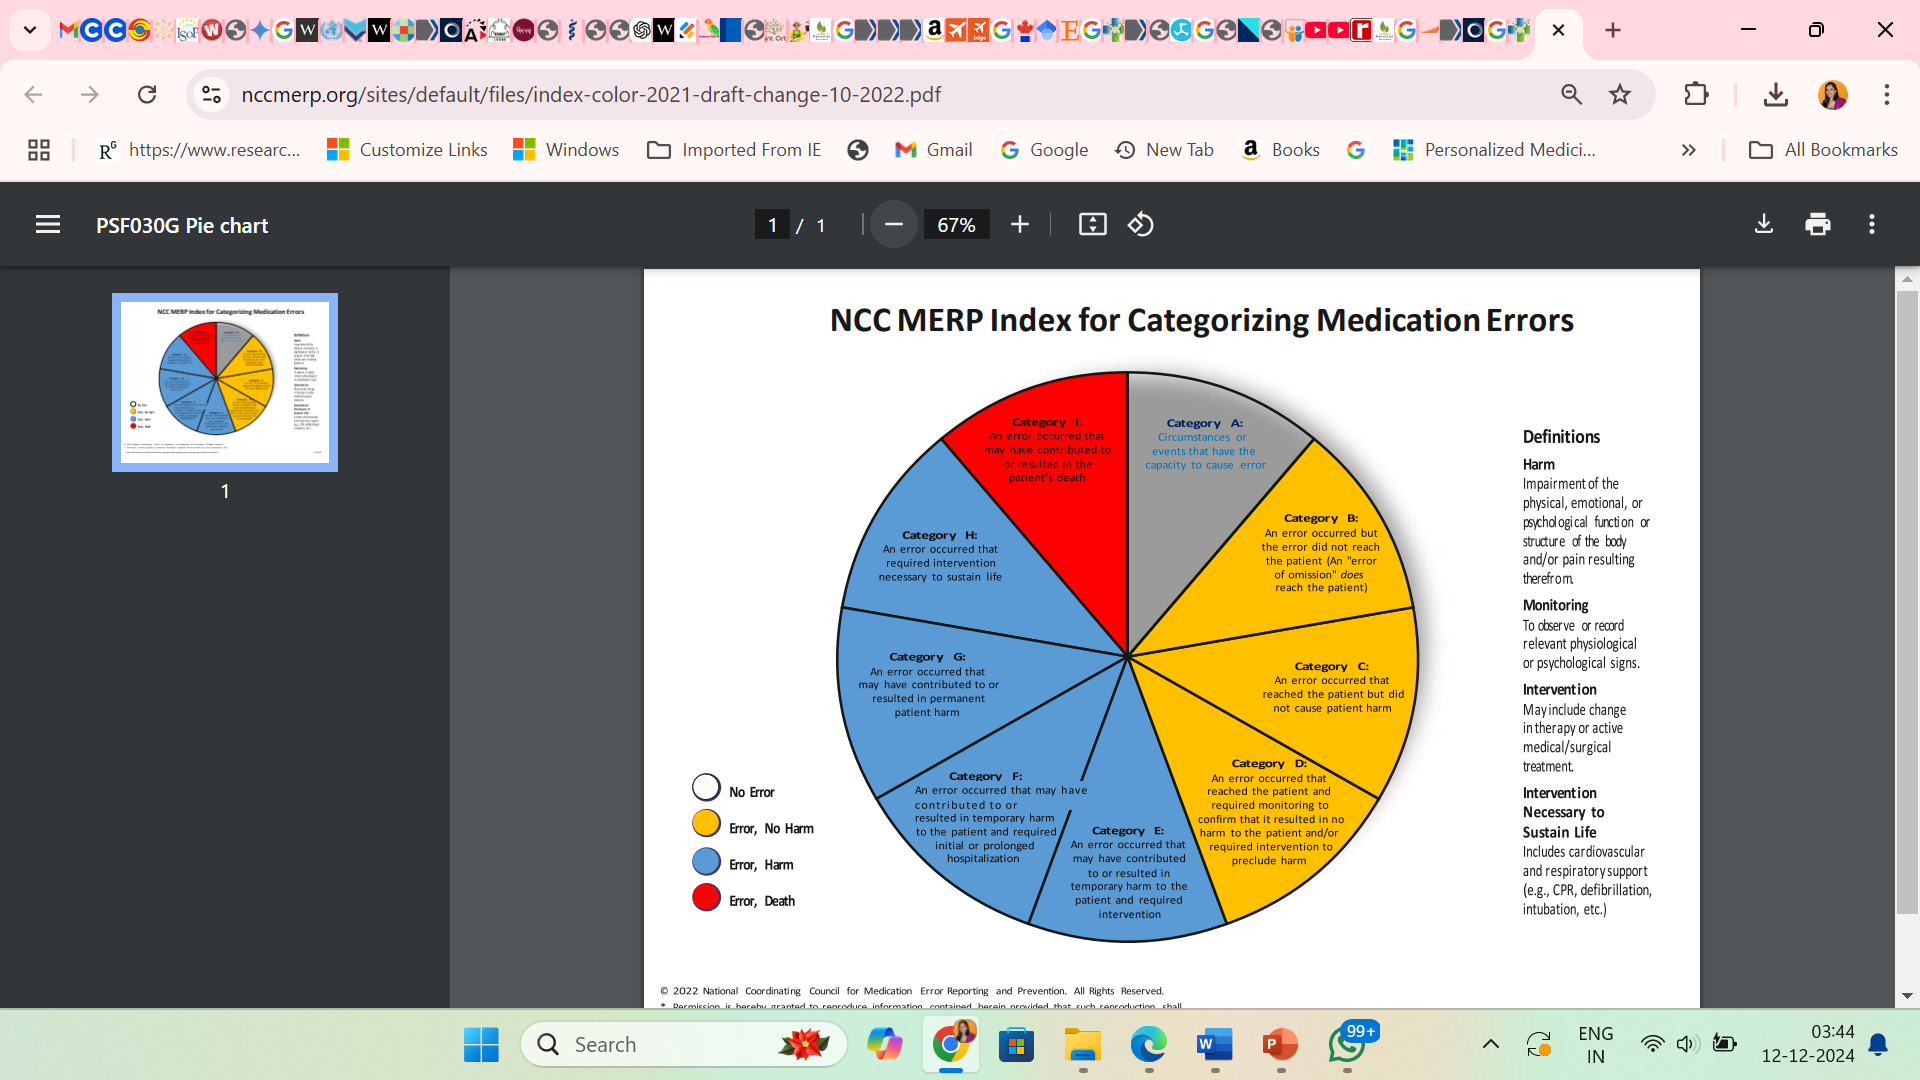 nccmerp.org/sites/default/files/index-color-2021-draft-change-10-2022.pdf
https://www.researc...
Customize Links
Windows
Imported From IE
Gmail
Google
New Tab
Books
Personalized Medici...
All Bookmarks
PSF030G Pie chart
1 / 1
67%
1
NCC MERP Index for Categorizing Medication Errors
Category I:
An error occurred that
may have contributed to
or resulted in the
patient's death
Category A:
Circumstances or
events that have the
capacity to cause error
Category B:
An error occurred but
the error did not reach
the patient (An "error
of omission" does
reach the patient)
Category H:
An error occurred that
required intervention
necessary to sustain life
Category G:
An error occurred that
may have contributed to or
resulted in permanent
patient harm
Category C:
An error occurred that
reached the patient but did
not cause patient harm
Category D:
An error occurred that
reached the patient and
required monitoring to
confirm that it resulted in no
harm to the patient and/or
required intervention to
preclude harm
Category F:
An error occurred that may have
contributed to or
resulted in temporary harm
to the patient and required
initial or prolonged
hospitalization
Category E:
An error occurred that
may have contributed
to or resulted in
temporary harm to the
patient and required
intervention
No Error
Error, No Harm
Error, Harm
Error, Death
Definitions
Harm
Impairment of the
physical, emotional, or
psychological function or
structure of the body
and/or pain resulting
therefrom.
Monitoring
To observe or record
relevant physiological
or psychological signs.
Intervention
May include change
in therapy or active
medical/surgical
treatment.
Intervention
Necessary to
Sustain Life
Includes cardiovascular
and respiratory support
(e.g., CPR, defibrillation,
intubation, etc.)
© 2022 National Coordinating Council for Medication Error Reporting and Prevention. All Rights Reserved.
* Permission is hereby granted to reproduce information contained herein provided that such reproduction shall
Search
99+
ENG
IN
03:44
12-12-2024